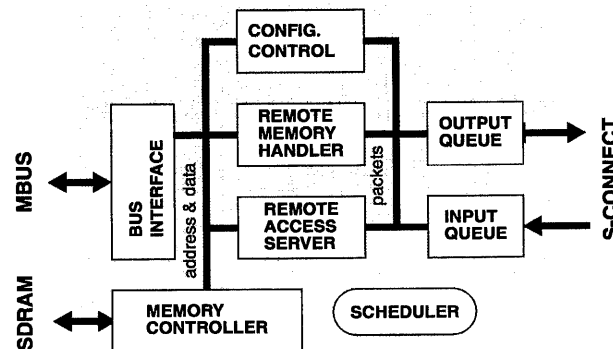 CONFIG.
CONTROL
REMOTE
MEMORY
HANDLER
OUTPUT
QUEUE
MBUS
BUS
INTERFACE
address & data
packets
S-CONNECT
REMOTE
ACCESS
SERVER
INPUT
QUEUE
SDRAM
MEMORY
CONTROLLER
SCHEDULER